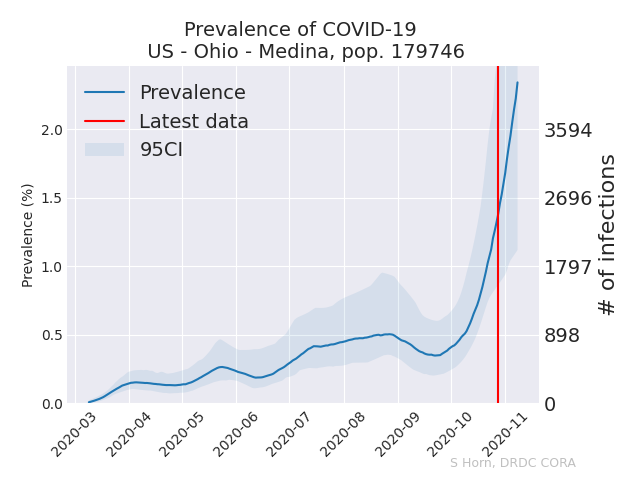 Prevalence of COVID-19
US - Ohio - Medina, pop. 179746
Prevalence
Latest data
95CI
Prevalence (%)
2.0
1.5
1.0
0.5
0.0
3594
2696
1797
898
0
# of infections
2020-03
2020-04
2020-05
2020-06
2020-07
2020-08
2020-09
2020-10
2020-11
S Horn, DRDC CORA